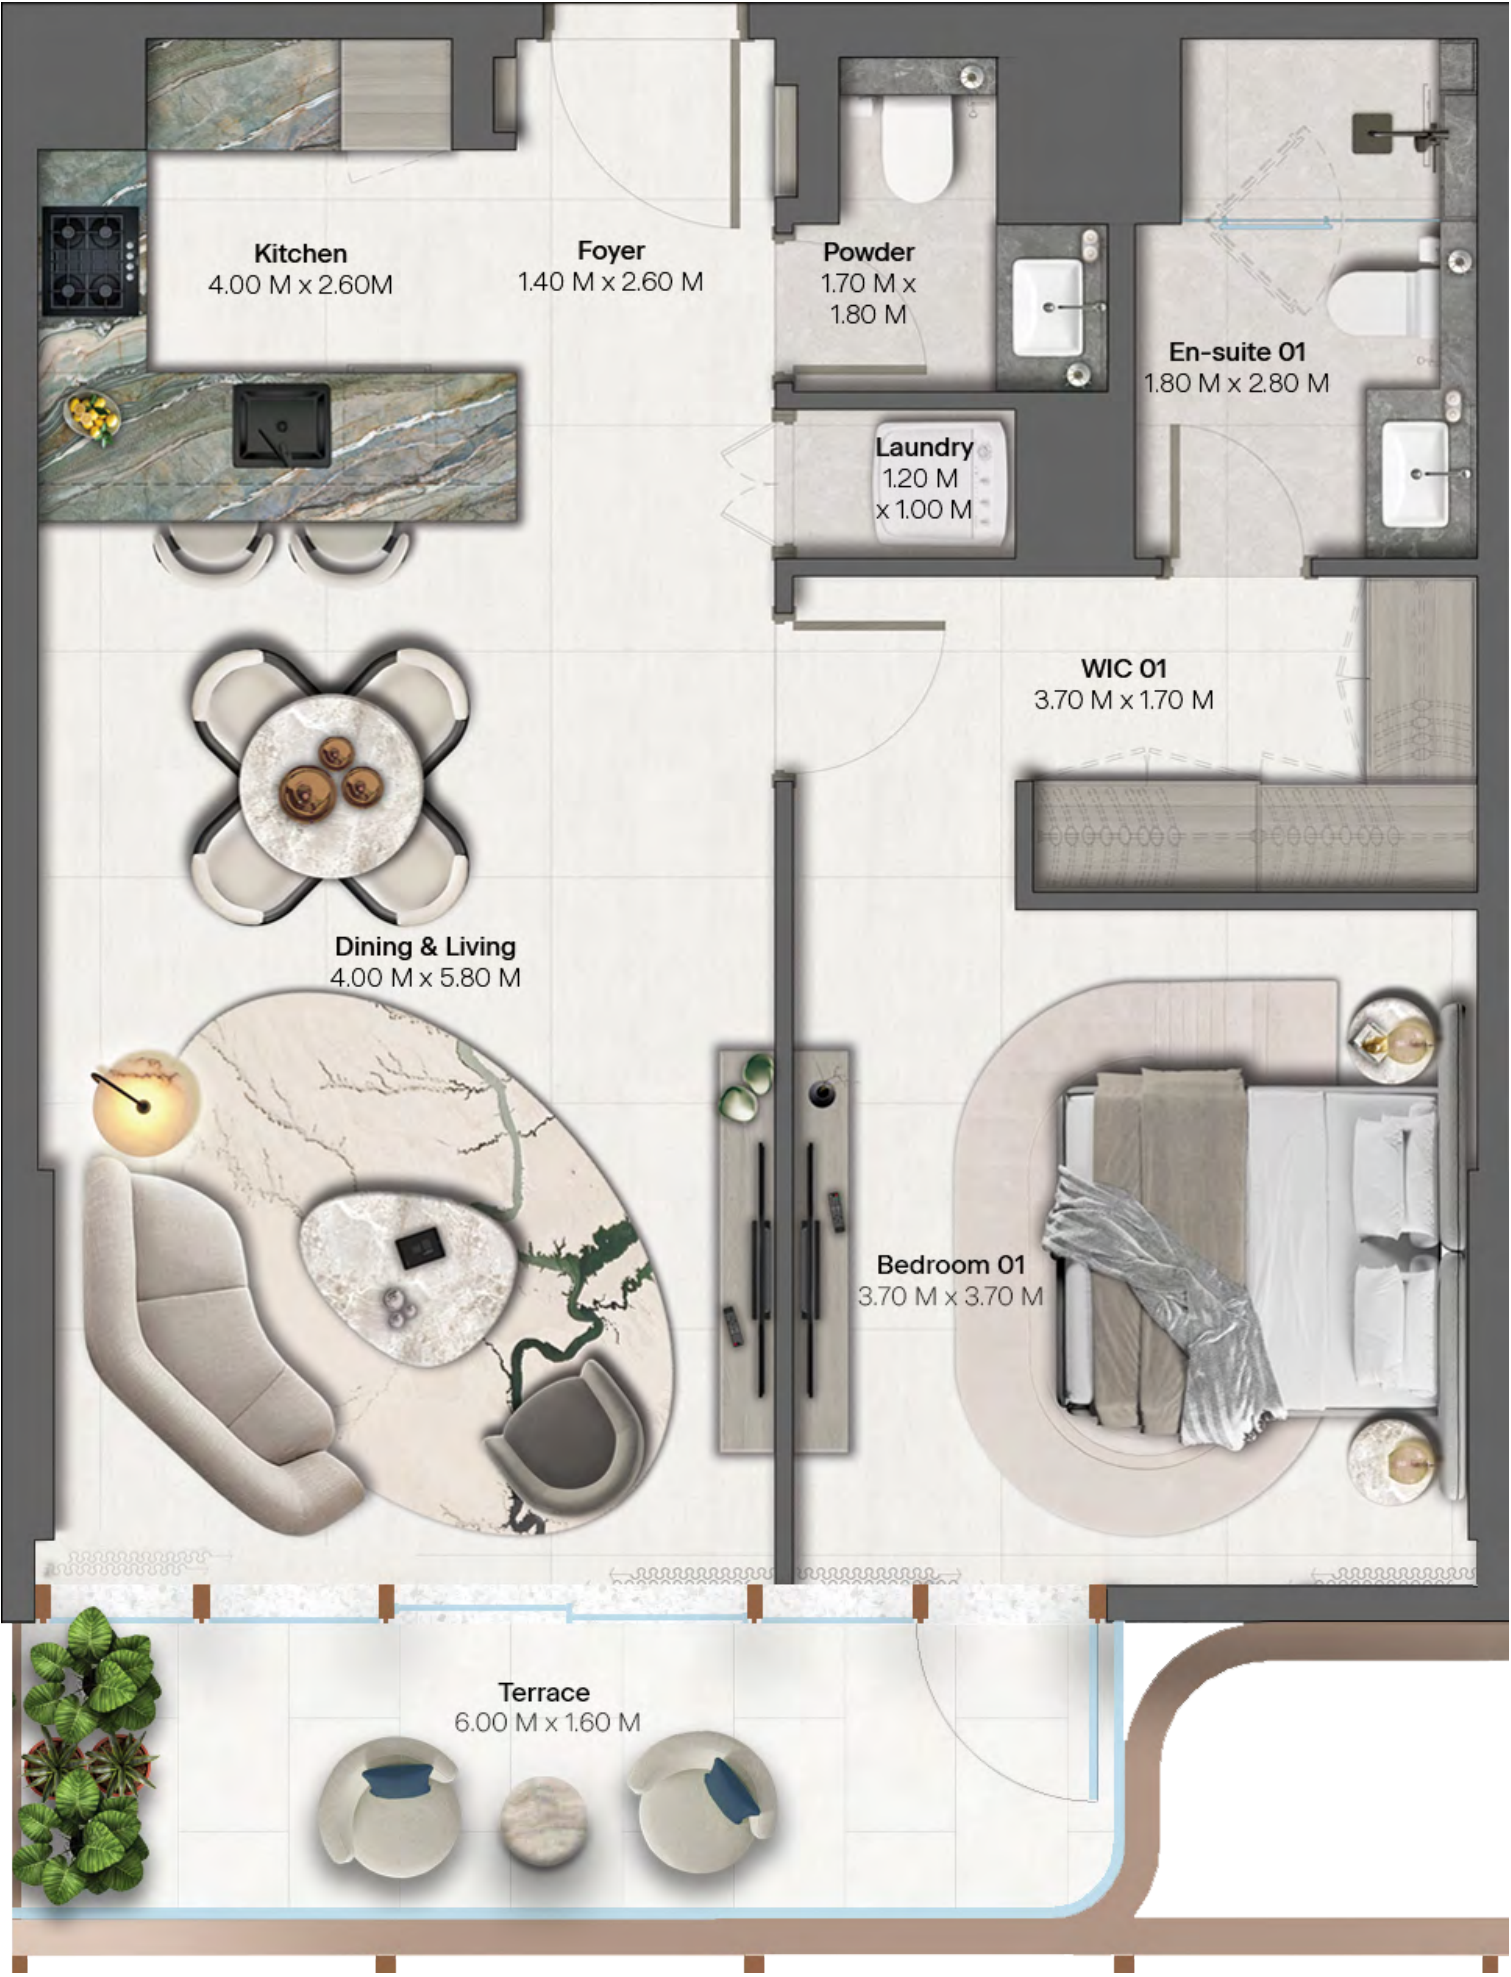 Kitchen
4.00 M x 2.60M
Foyer
1.40 M x 2.60 M
Powder
1.70 M x
1.80 M
En-suite 01
1.80 M x 2.80 M
Laundry
1.20 M
x 1.00 M
WIC 01
3.70 M x 1.70 M
Dining & Living
4.00 M x 5.80 M
Bedroom 01
3.70 M x 3.70 M
Terrace
6.00 M x 1.60 M